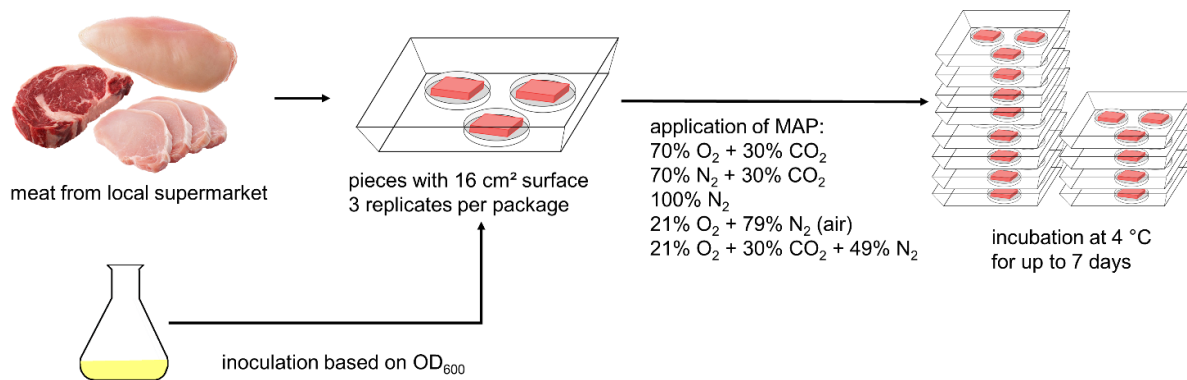 meat from local supermarket
pieces with 16 cm² surface
3 replicates per package
application of MAP:
70% O₂ + 30% CO₂
70% N₂ + 30% CO₂
100% N₂
21% O₂ + 79% N₂ (air)
21% O₂ + 30% CO₂ + 49% N₂
incubation at 4 °C
for up to 7 days
inoculation based on OD₆₀₀